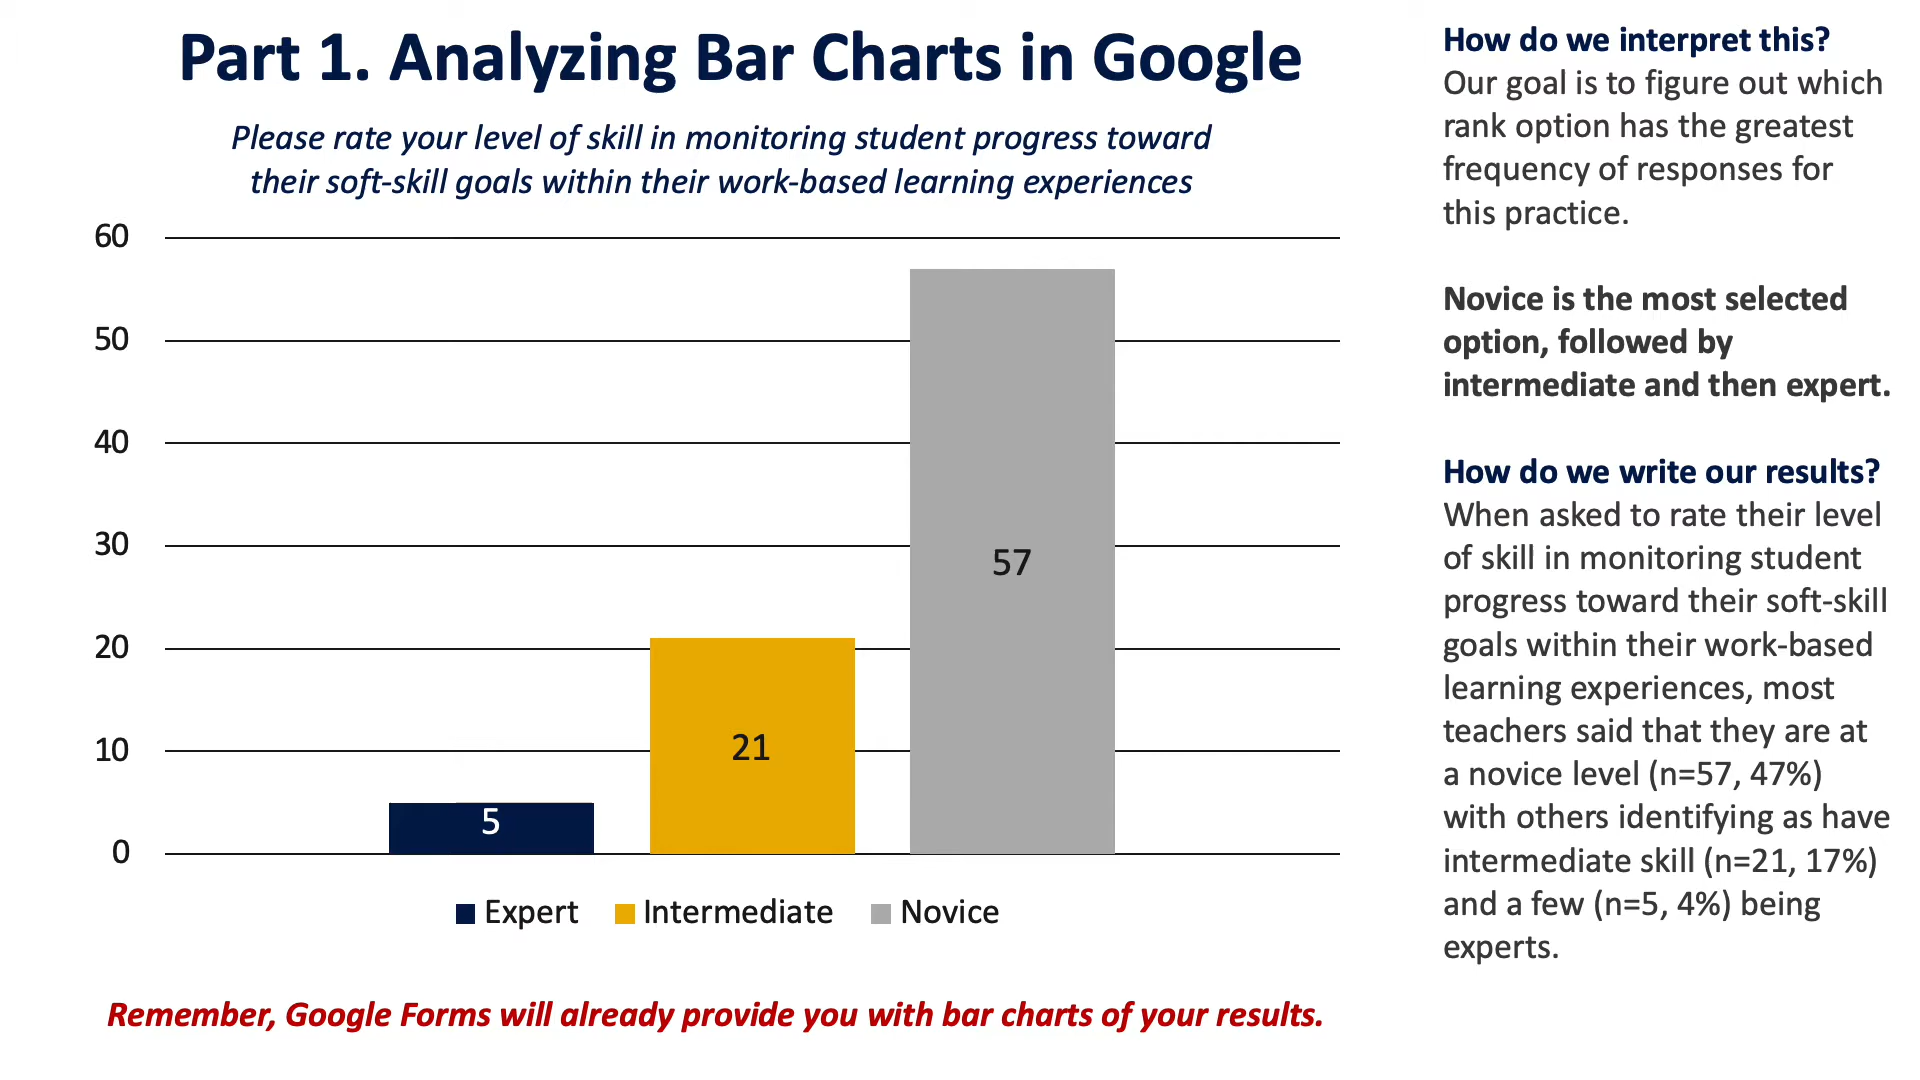 Part 1. Analyzing Bar Charts in Google
Please rate your level of skill in monitoring student progress toward
their soft-skill goals within their work-based learning experiences
60
50
40
30
20
10
0
5
21
57
Expert
Intermediate
Novice
Remember, Google Forms will already provide you with bar charts of your results.
How do we interpret this?
Our goal is to figure out which
rank option has the greatest
frequency of responses for
this practice.
Novice is the most selected
option, followed by
intermediate and then expert.
How do we write our results?
When asked to rate their level
of skill in monitoring student
progress toward their soft-skill
goals within their work-based
learning experiences, most
teachers said that they are at
a novice level (n=57, 47%)
with others identifying as have
intermediate skill (n=21, 17%)
and a few (n=5, 4%) being
experts.